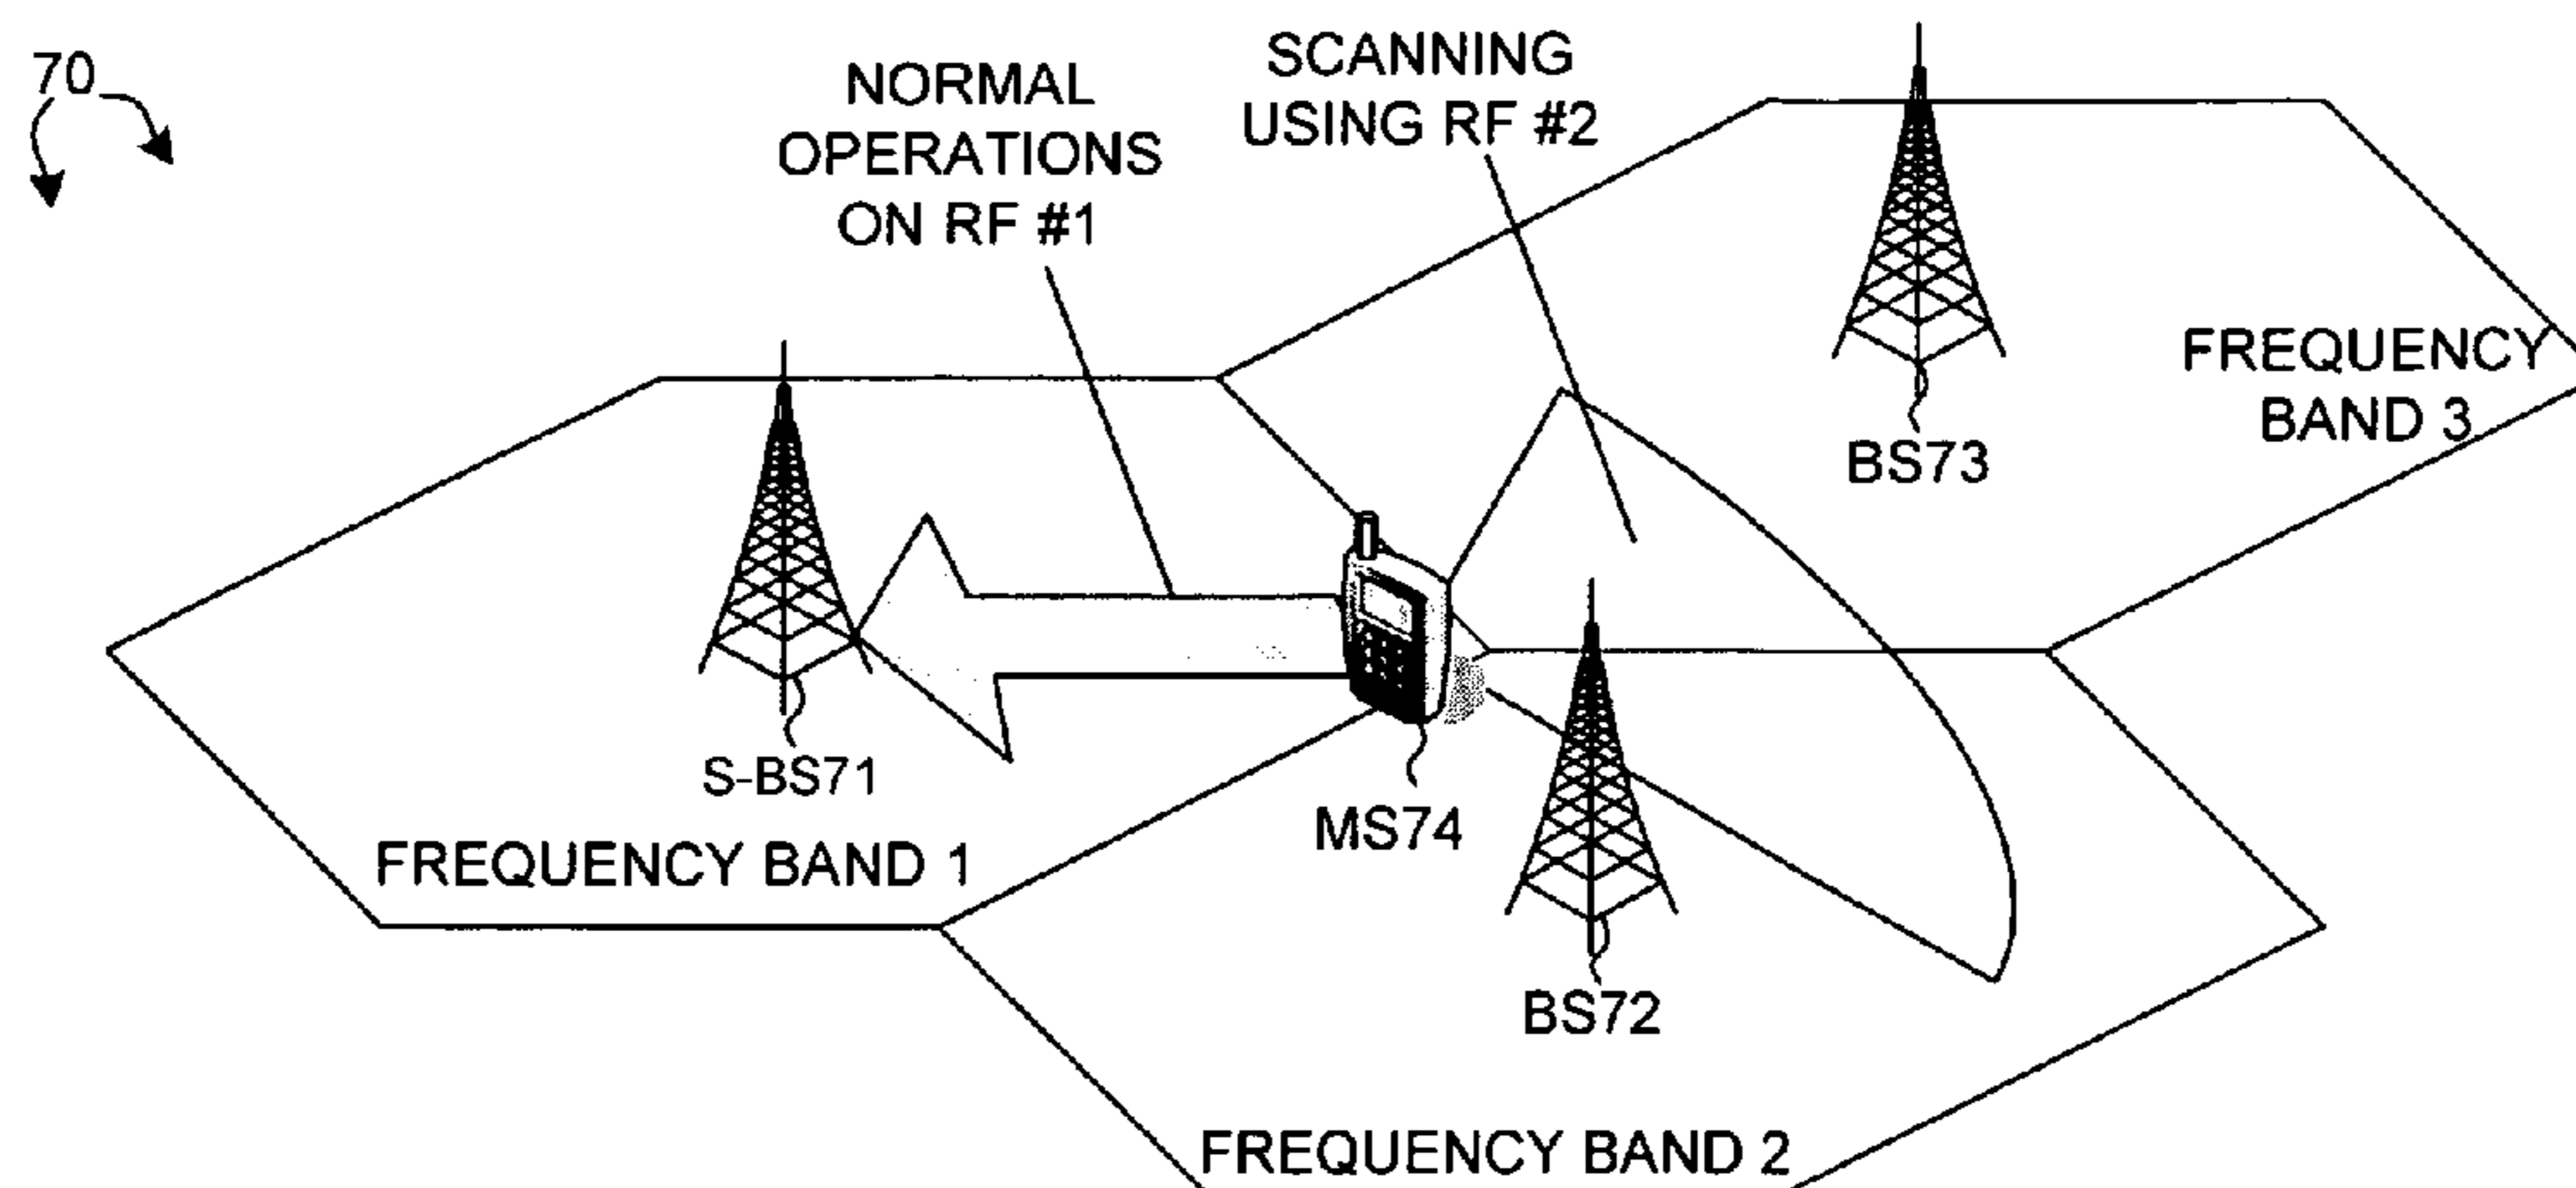 70
NORMAL
OPERATIONS
ON RF #1
SCANNING
USING RF #2
FREQUENCY
BAND 3
BS73
S-BS71
MS74
FREQUENCY BAND 1
BS72
FREQUENCY BAND 2